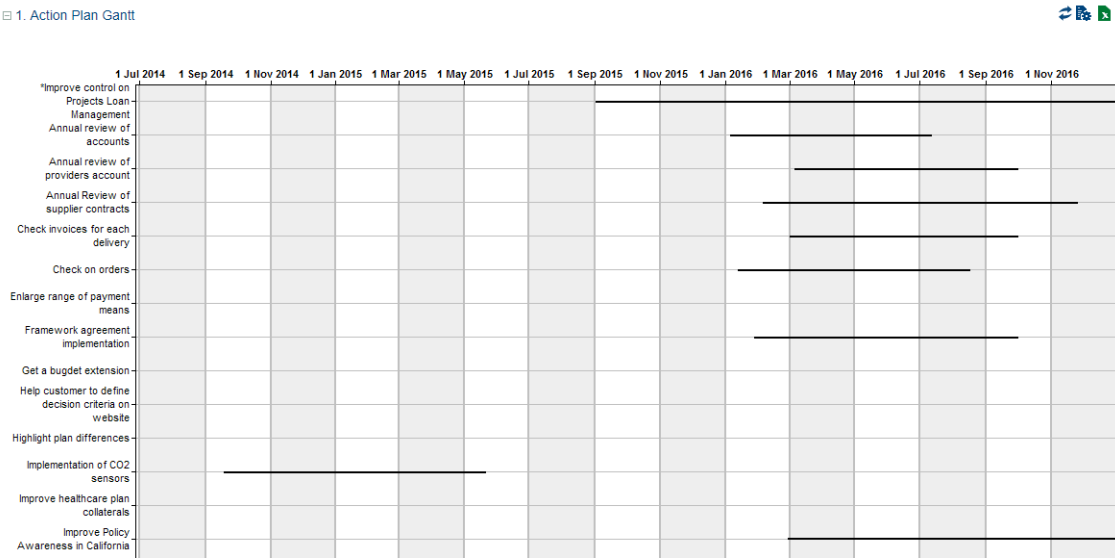 1. Action Plan Gantt
1 Jul 2014 1 Sep 2014 1 Nov 2014 1 Jan 2015 1 Mar 2015 1 May 2015 1 Jul 2015 1 Sep 2015 1 Nov 2015 1 Jan 2016 1 Mar 2016 1 May 2016 1 Jul 2016 1 Sep 2016 1 Nov 2016
*Improve control on
Projects Loan
Management
Annual review of
accounts
Annual review of
providers account
Annual Review of
supplier contracts
Check invoices for each
delivery
Check on orders
Enlarge range of payment
means
Framework agreement
implementation
Get a bugdet extension
Help customer to define
decision criteria on
website
Highlight plan differences
Implementation of CO2
sensors
Improve healthcare plan
collaterals
Improve Policy
Awareness in California